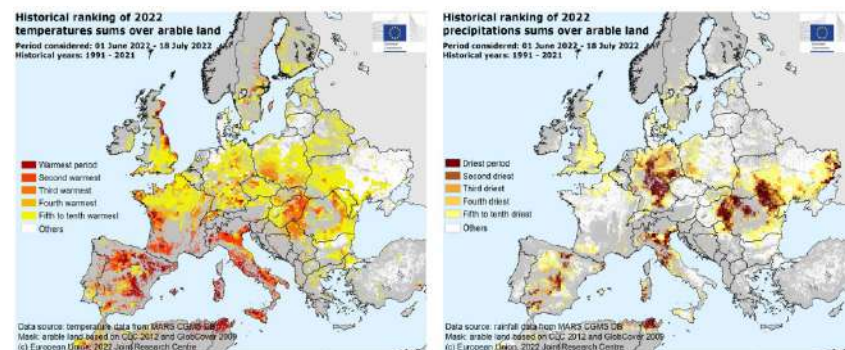 Historical ranking of 2022
temperatures sums over arable land
Period considered: 01 June 2022 - 18 July 2022
Historical years: 1991 - 2021
Warmest period
Second warmest
Third warmest
Fourth warmest
Fifth to tenth warmest
Others
Data source: temperature data from MARS CGMS DB
Mask: arable land based on CLC 2012 and GlobCover 2009
(c) European Union, 2022 Joint Research Centre
Historical ranking of 2022
precipitations sums over arable land
Period considered: 01 June 2022 - 18 July 2022
Historical years: 1991 - 2021
Driest period
Second driest
Third driest
Fourth driest
Fifth to tenth driest
Others
Data source: rainfall data from MARS CGMS DB
Mask: arable land based on CLC 2012 and GlobCover 2009
(c) European Union, 2022 Joint Research Centre